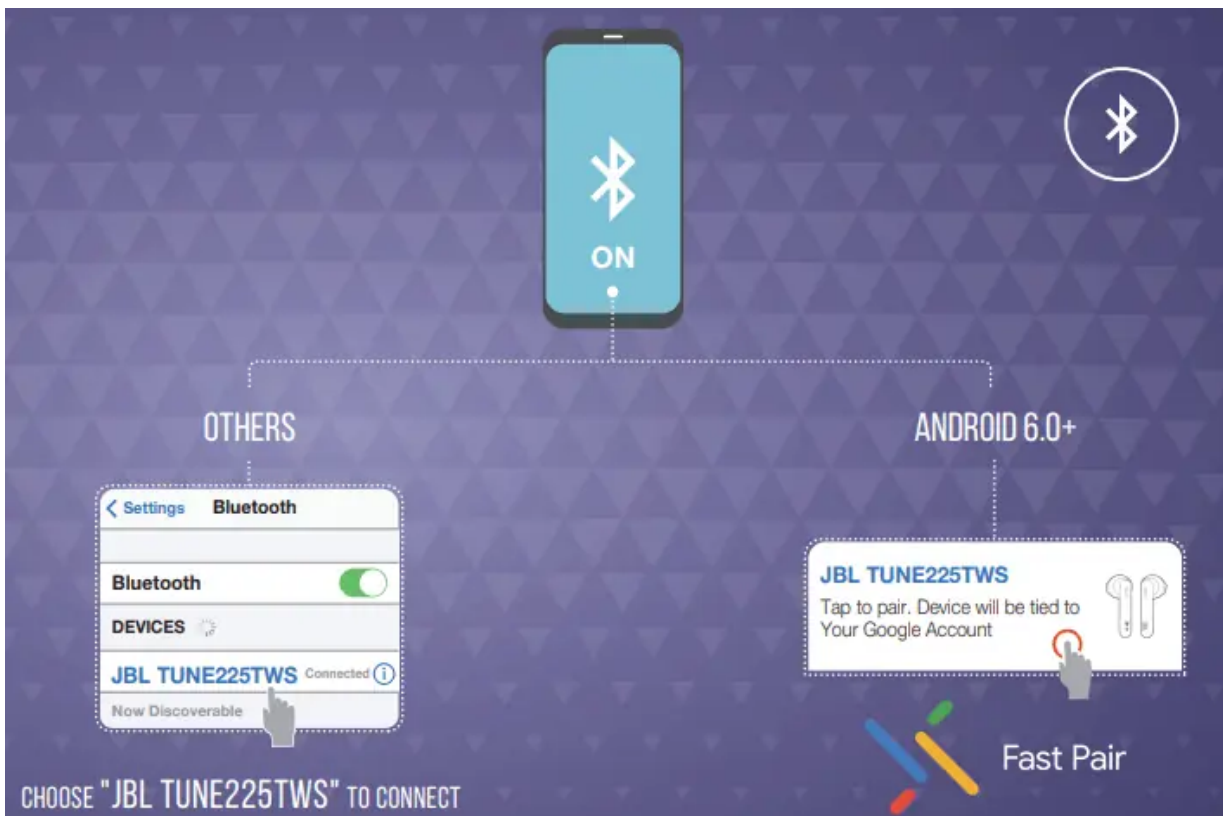 ON
OTHERS
Settings Bluetooth
Bluetooth
DEVICES
JBL TUNE225TWS Connected
Now Discoverable
CHOOSE "JBL TUNE225TWS" TO CONNECT
ANDROID 6.0+
JBL TUNE225TWS
Tap to pair. Device will be tied to
Your Google Account
Fast Pair